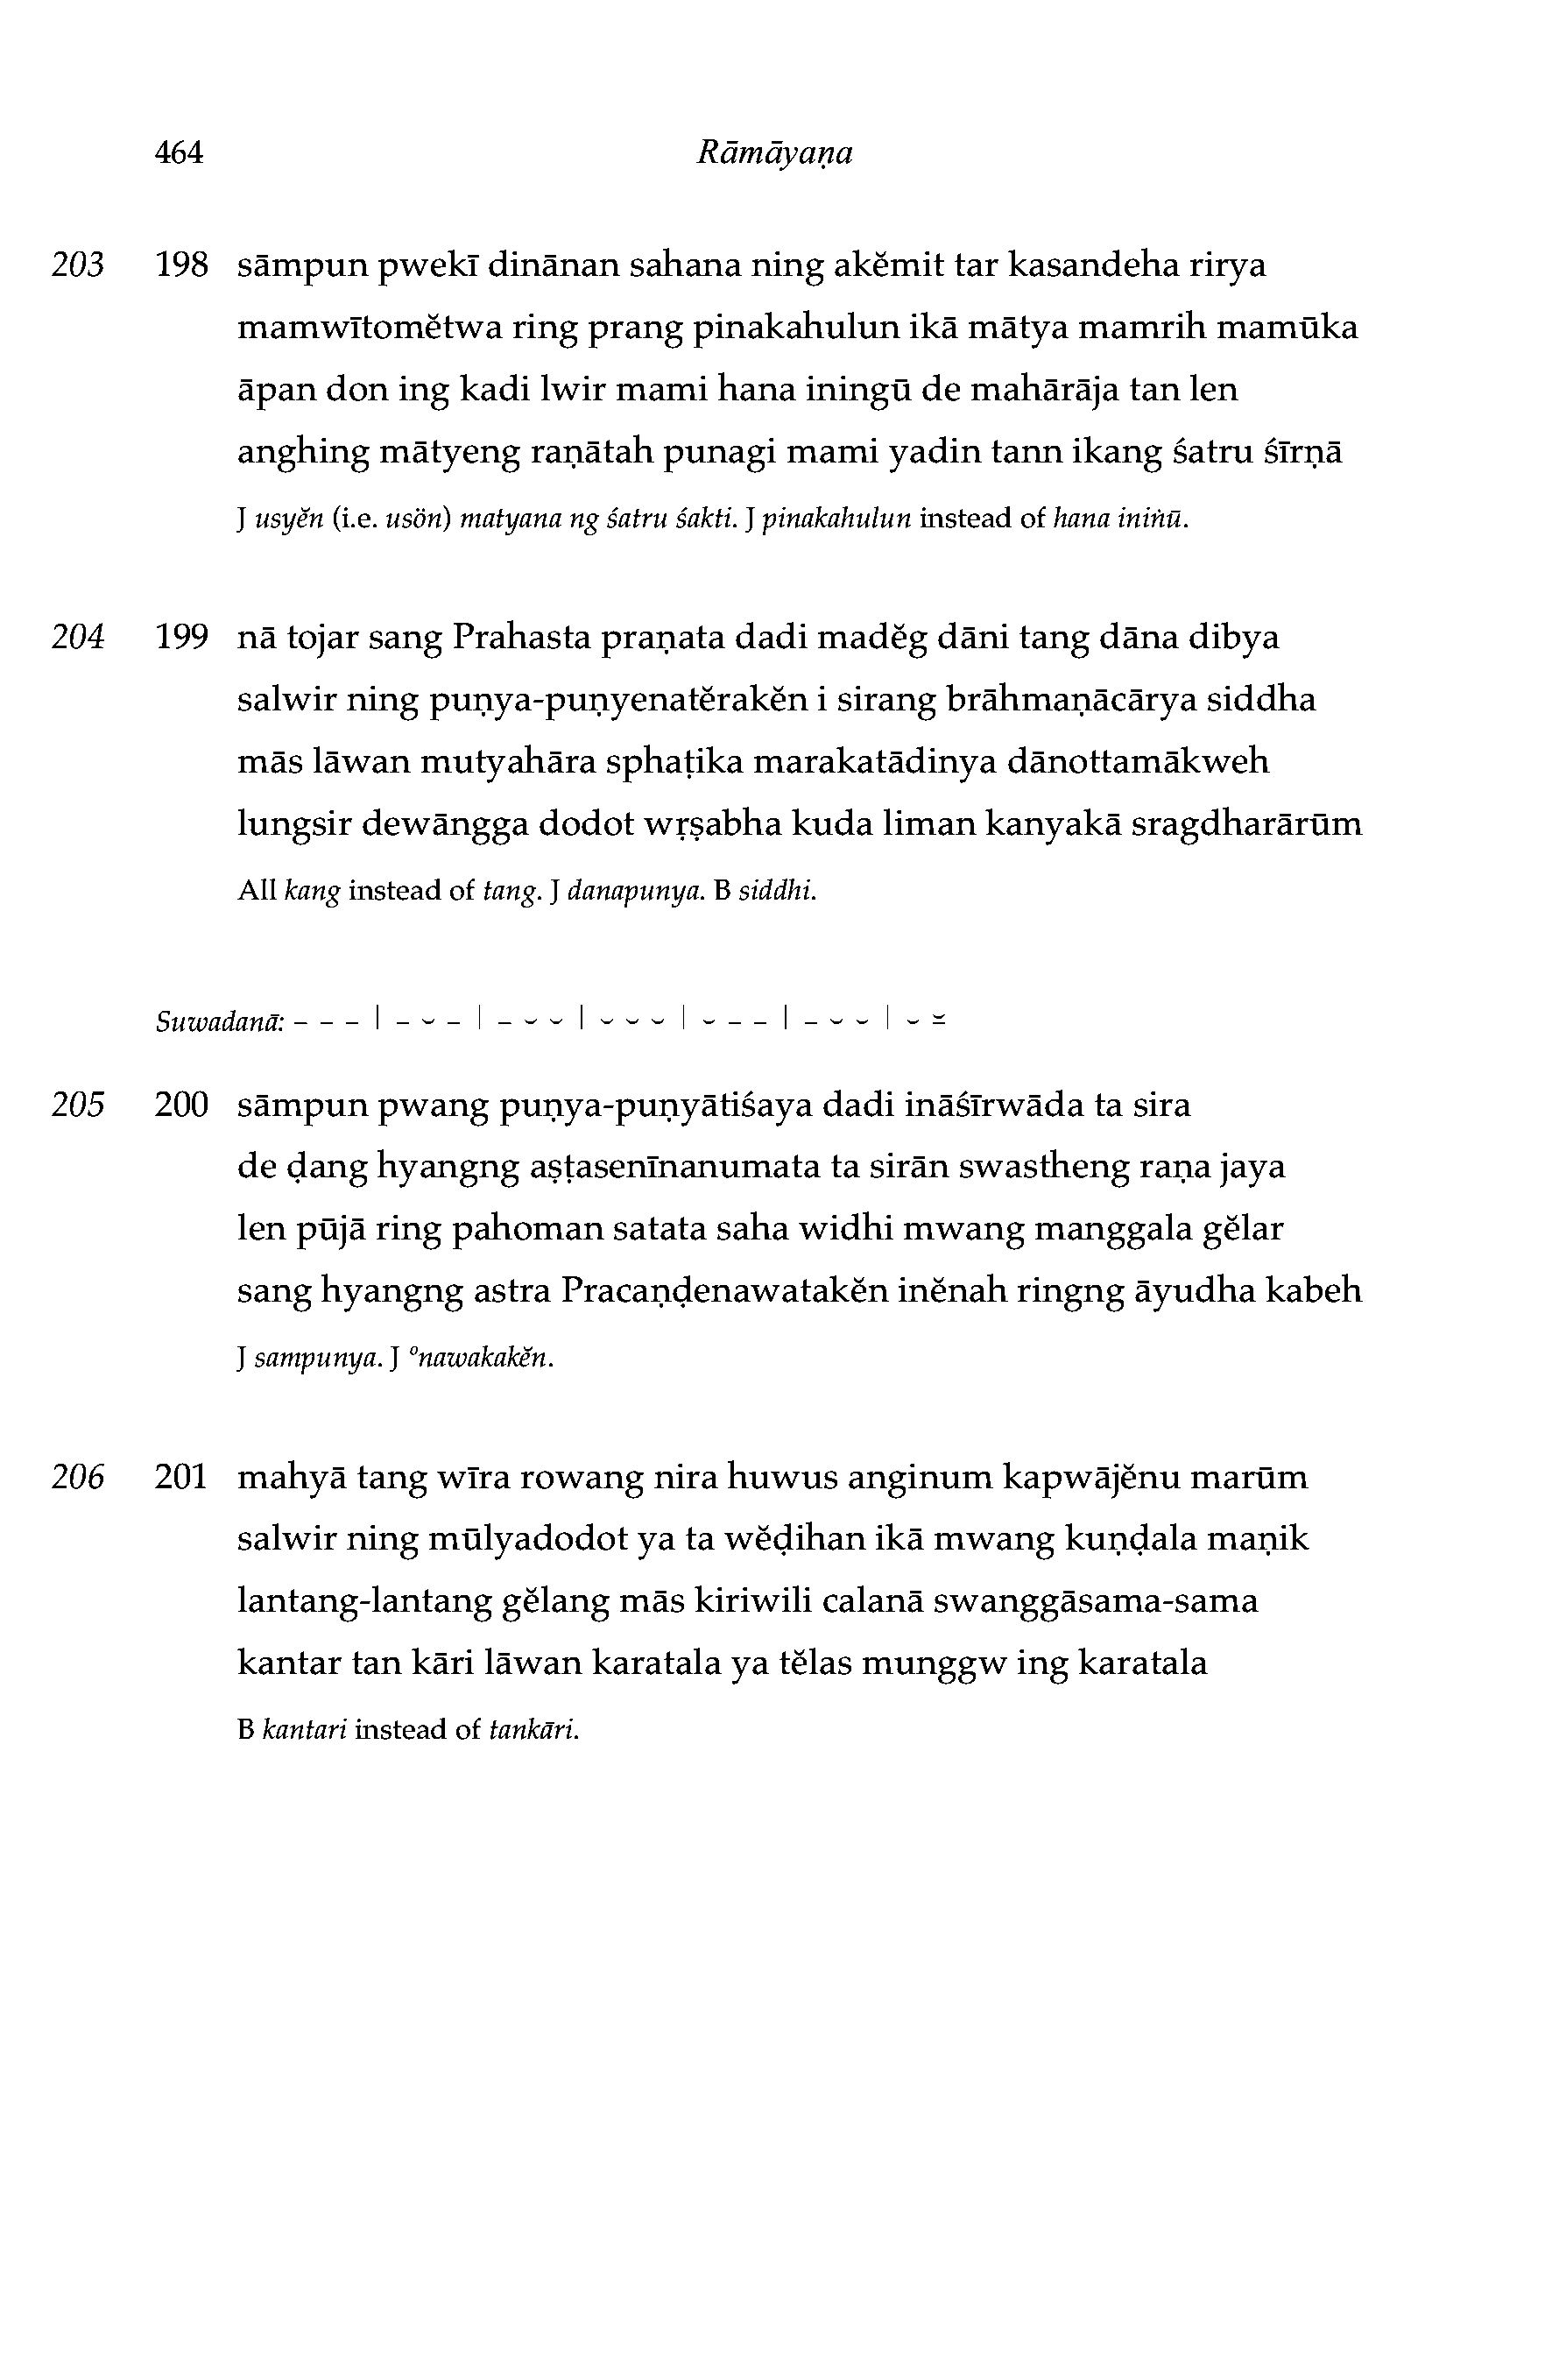 464 Rāmāyaṇa
203 198 sāmpun pwekī dinānan sahana ning akĕmit tar kasandeha rirya
mamwītomĕtwa ring prang pinakahulun ikā mātya mamrih mamūka
āpan don ing kadi lwir mami hana iningū de mahārāja tan len
anghing mātyeng raṇātah punagi mami yadin tann ikang śatru śīrṇā
J usyĕn (i.e. usön) matyana ng śatru śakti. J pinakahulun instead of hana iniṅū.
204 199 nā tojar sang Prahasta praṇata dadi madĕg dāni tang dāna dibya
salwir ning puṇya-puṇyenatĕrakĕn i sirang brāhmaṇācārya siddha
mās lāwan mutyahāra sphaṭika marakatādinya dānottamākweh
lungsir dewāngga dodot wṛṣabha kuda liman kanyakā sragdharārūm
All kang instead of tang. J danapunya. B siddhi.
Suwadanā: – – – | – ⏑ – | – ⏑ ⏑ | ⏑ ⏑ ⏑ | ⏑ – – | – ⏑ ⏑ | ⏑ ⏓
205 200 sāmpun pwang puṇya-puṇyātiśaya dadi ināśīrwāda ta sira
de ḍang hyangng aṣṭasenīnanumata ta sirān swastheng raṇa jaya
len pūjā ring pahoman satata saha widhi mwang manggala gĕlar
sang hyangng astra Pracaṇḍenawatakĕn inĕnah ringng āyudha kabeh
J sampunya. J °nawakakĕn.
206 201 mahyā tang wīra rowang nira huwus anginum kapwājĕnu marūm
salwir ning mūlyadodot ya ta wĕḍihan ikā mwang kuṇḍala maṇik
lantang-lantang gĕlang mās kiriwili calanā swanggāsama-sama
kantar tan kāri lāwan karatala ya tĕlas munggw ing karatala
B kantari instead of tankāri.